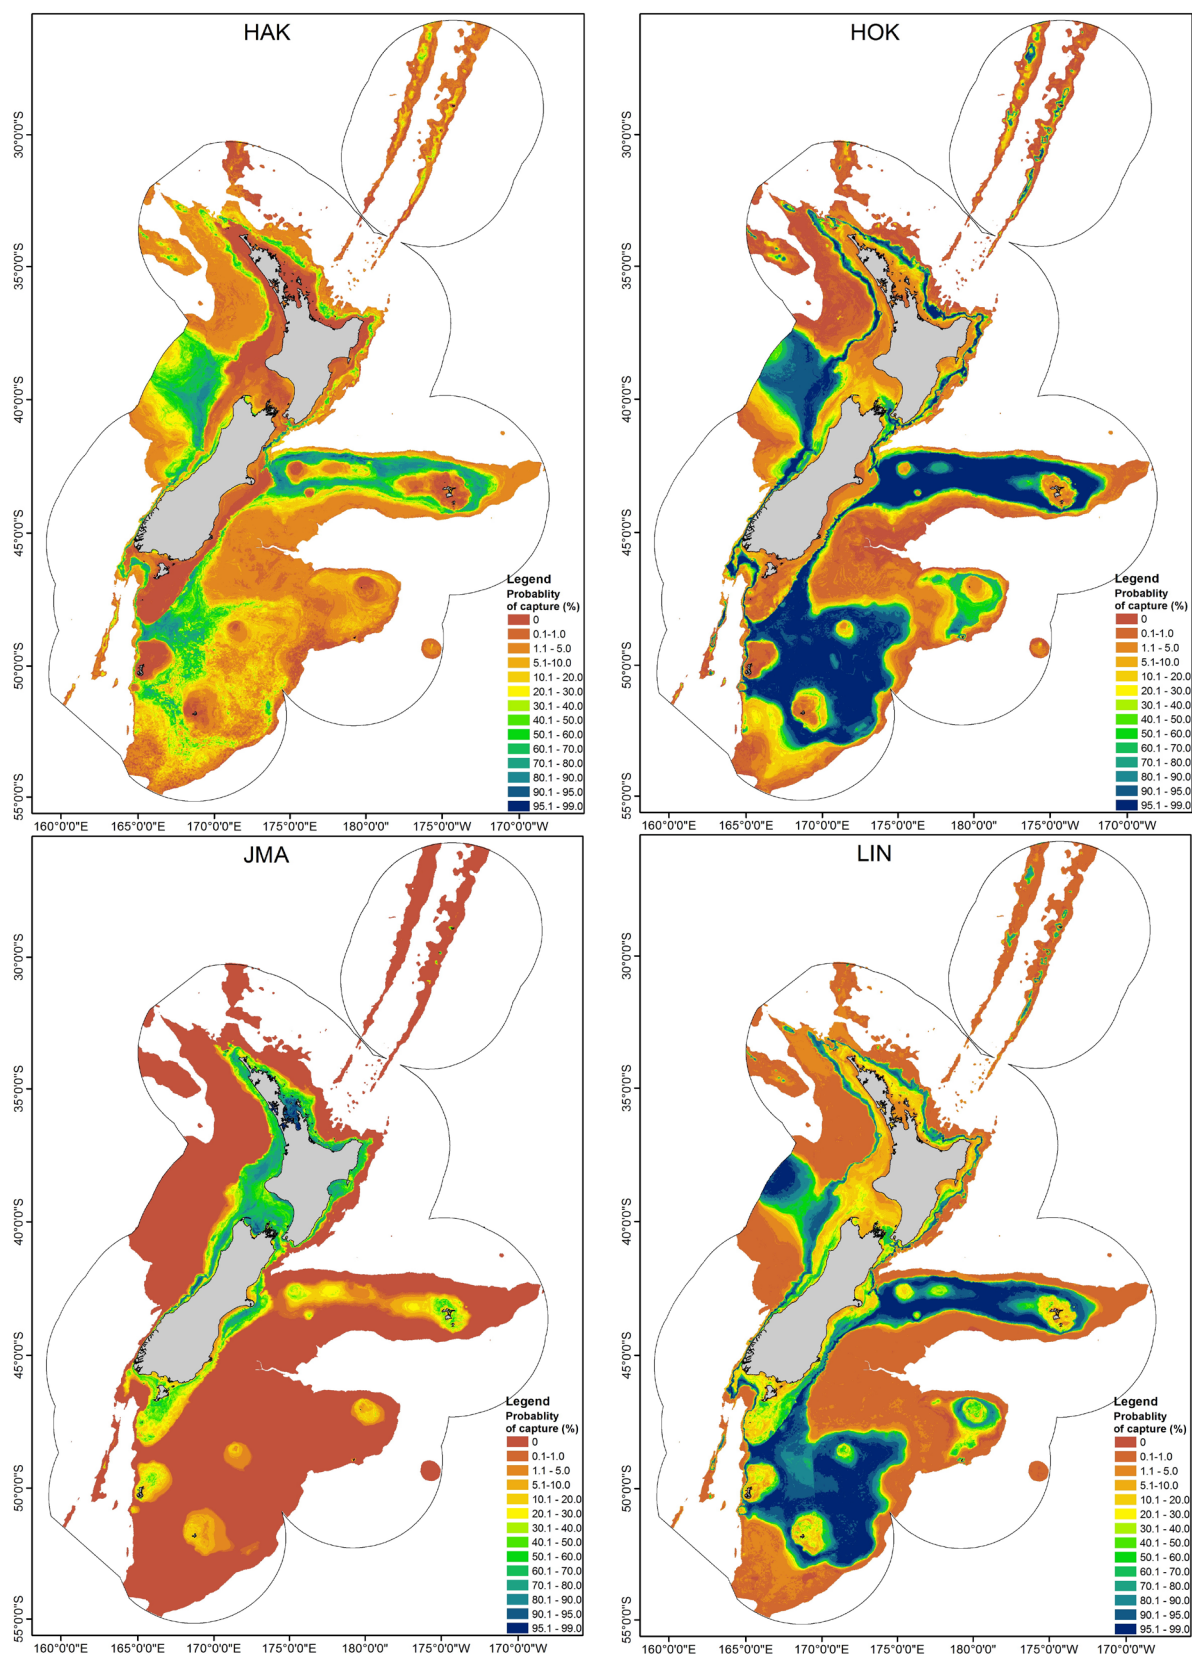 HAK
30°0'0"S
35°0'0"S
40°0'0"S
45°0'0"S
50°0'0"S
55°0'0"S
Legend
Probablity
of capture (%)
0
0.1-1.0
1.1 - 5.0
5.1-10.0
10.1 - 20.0
20.1 - 30.0
30.1 - 40.0
40.1 - 50.0
50.1 - 60.0
60.1 - 70.0
70.1 - 80.0
80.1 - 90.0
90.1 - 95.0
95.1 - 99.0
160°0'0"E 165°0'0"E 170°0'0"E 175°0'0"E 180°0'0" 175°0'0"W 170°0'0"W
HOK
30°0'0"S
35°0'0"S
40°0'0"S
45°0'0"S
50°0'0"S
55°0'0"S
Legend
Probablity
of capture (%)
0
0.1-1.0
1.1 - 5.0
5.1-10.0
10.1 - 20.0
20.1 - 30.0
30.1 - 40.0
40.1 - 50.0
50.1 - 60.0
60.1 - 70.0
70.1 - 80.0
80.1 - 90.0
90.1 - 95.0
95.1 - 99.0
160°0'0"E 165°0'0"E 170°0'0"E 175°0'0"E 180°0'0" 175°0'0"W 170°0'0"W
JMA
30°0'0"S
35°0'0"S
40°0'0"S
45°0'0"S
50°0'0"S
55°0'0"S
Legend
Probablity
of capture (%)
0
0.1-1.0
1.1 - 5.0
5.1-10.0
10.1 - 20.0
20.1 - 30.0
30.1 - 40.0
40.1 - 50.0
50.1 - 60.0
60.1 - 70.0
70.1 - 80.0
80.1 - 90.0
90.1 - 95.0
95.1 - 99.0
160°0'0"E 165°0'0"E 170°0'0"E 175°0'0"E 180°0'0" 175°0'0"W 170°0'0"W
LIN
30°0'0"S
35°0'0"S
40°0'0"S
45°0'0"S
50°0'0"S
55°0'0"S
Legend
Probablity
of capture (%)
0
0.1-1.0
1.1 - 5.0
5.1-10.0
10.1 - 20.0
20.1 - 30.0
30.1 - 40.0
40.1 - 50.0
50.1 - 60.0
60.1 - 70.0
70.1 - 80.0
80.1 - 90.0
90.1 - 95.0
95.1 - 99.0
160°0'0"E 165°0'0"E 170°0'0"E 175°0'0"E 180°0'0" 175°0'0"W 170°0'0"W